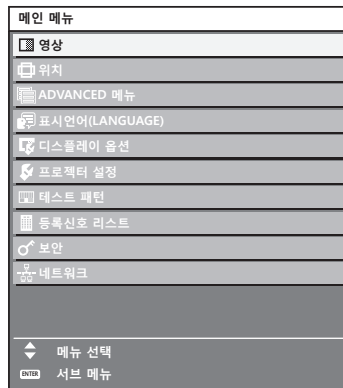 메인 메뉴
영상
위치
ADVANCED 메뉴
표시언어(LANGUAGE)
디스플레이 옵션
프로젝터 설정
테스트 패턴
등록신호 리스트
보안
네트워크
메뉴 선택
ENTER 서브 메뉴